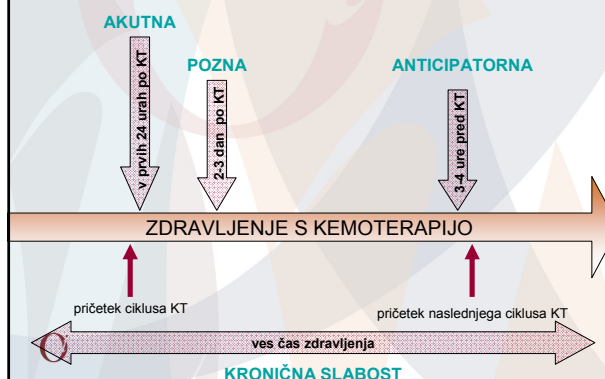 AKUTNA
POZNA
ANTICIPATORNA
v prvih 24 urah po KT
2-3 dan po KT
3-4 ure pred KT
ZDRAVLJENJE S KEMOTERAPIJO
pričetek ciklusa KT
pričetek naslednjega ciklusa KT
ves čas zdravljenja
KRONIČNA SLABOST